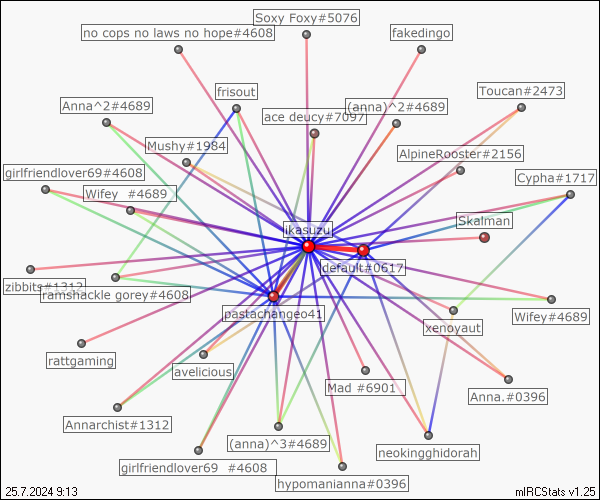 Soxy Foxy#5076
no cops no laws no hope#4608
fakedingo
frisout
Toucan#2473
Anna^2#4689
(anna)^2#4689
ace deucy#7097
Mushy#1984
AlpineRooster#2156
girlfriendlover69#4608
Cypha#1717
Wifey #4689
Skalman
ikasuzu
default#0617
zibbits#1312
ramshackle gorey#4608
pastachangeo41
Wifey#4689
xenoyaut
rattgaming
avelicious
Mad #6901
Anna.#0396
Annarchist#1312
(anna)^3#4689
neokingghidorah
girlfriendlover69 #4608
hypomanianna#0396
25.7.2024 9:13
mIRCStats v1.25